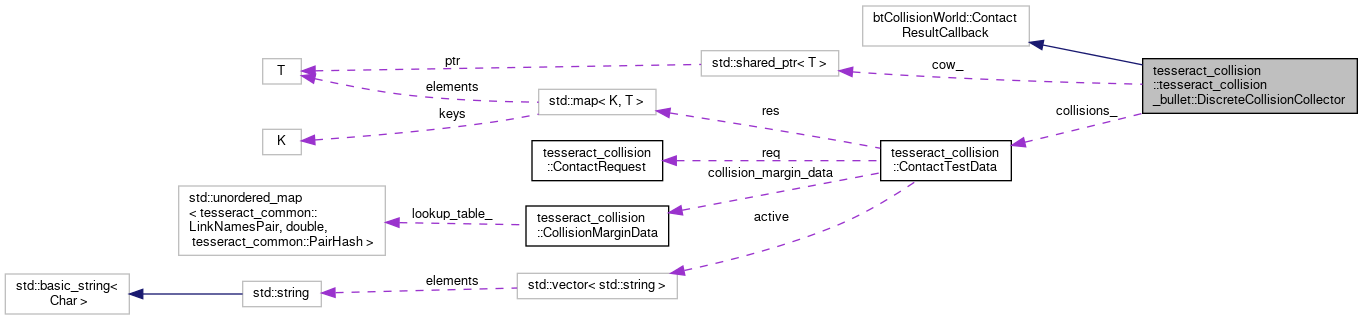 btCollisionWorld::Contact
ResultCallback
tesseract_collision
::tesseract_collision
_bullet::DiscreteCollisionCollector
T
ptr
std::shared_ptr< T >
cow_
elements
std::map< K, T >
collisions_
keys
K
res
tesseract_collision
::ContactRequest
req
tesseract_collision
::ContactTestData
collision_margin_data
std::unordered_map
< tesseract_common::
LinkNamesPair, double,
tesseract_common::PairHash >
lookup_table_
tesseract_collision
::CollisionMarginData
active
std::basic_string<
Char >
std::string
elements
std::vector< std::string >